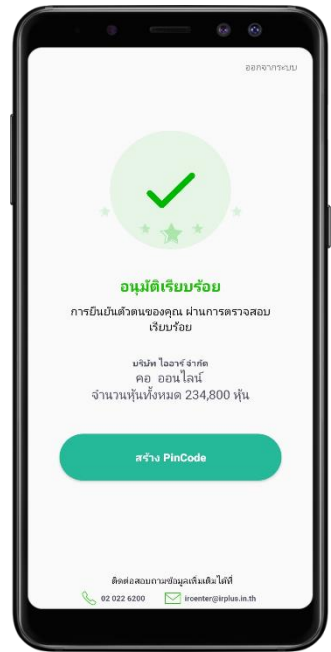 ออกจากระบบ
อนุมัติเรียบร้อย
การยืนยันตัวตนของคุณ ผ่านการตรวจสอบ
เรียบร้อย
บริษัท ไออาร์ จำกัด
คอ ออนไลน์
จำนวนหุ้นทั้งหมด 234,800 หุ้น
สร้าง PinCode
ติดต่อสอบถามข้อมูลเพิ่มเติมได้ที่
02 022 6200 ircenter@irplus.in.th